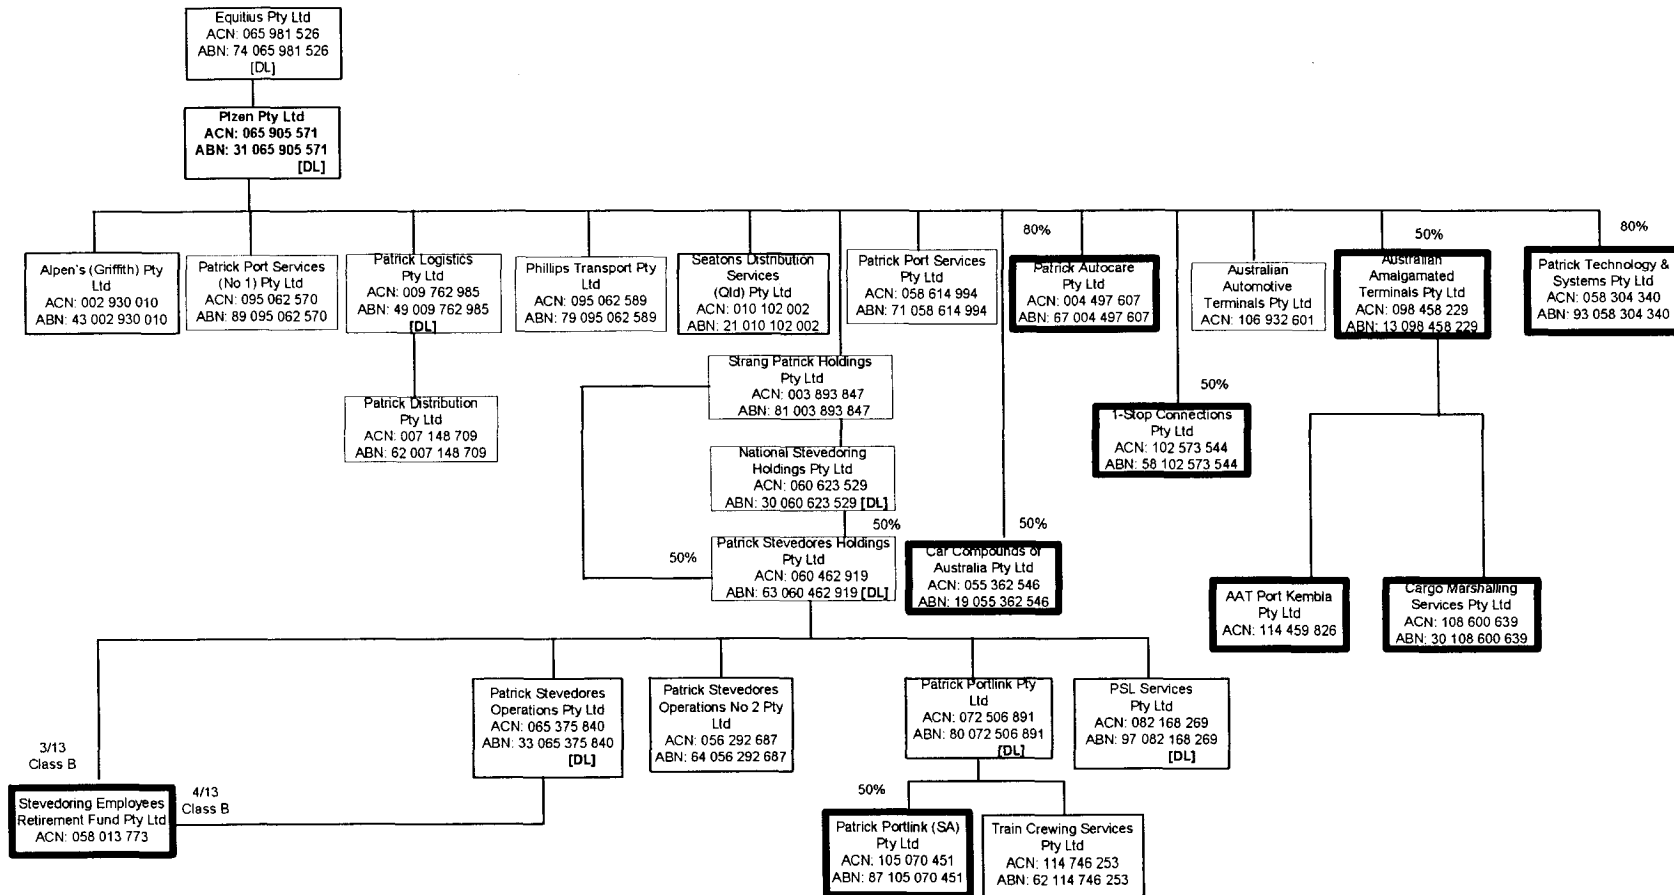 Equitius Pty Ltd
ACN: 065 981 526
ABN: 74 065 981 526
[DL]
Plzen Pty Ltd
ACN: 065 905 571
ABN: 31 065 905 571
[DL]
Alpen's (Griffith) Pty
Ltd
ACN: 002 930 010
ABN: 43 002 930 010
Patrick Port Services
(No 1) Pty Ltd
ACN: 095 062 570
ABN: 89 095 062 570
Patrick Logistics
Pty Ltd
ACN: 009 762 985
ABN: 49 009 762 985
[DL]
Phillips Transport Pty
Ltd
ACN: 095 062 589
ABN: 79 095 062 589
Seatons Distribution
Services
(Qld) Pty Ltd
ACN: 010 102 002
ABN: 21 010 102 002
Patrick Port Services
Pty Ltd
ACN: 058 614 994
ABN: 71 058 614 994
80%
Patrick Autocare
Pty Ltd
ACN: 004 497 607
ABN: 67 004 497 607
Australian
Automotive
Terminals Pty Ltd
ACN: 106 932 601
50%
Australian
Amalgamated
Terminals Pty Ltd
ACN: 098 458 229
ABN: 13 098 458 229
80%
Patrick Technology &
Systems Pty Ltd
ACN: 058 304 340
ABN: 93 058 304 340
Patrick Distribution
Pty Ltd
ACN: 007 148 709
ABN: 62 007 148 709
Strang Patrick Holdings
Pty Ltd
ACN: 003 893 847
ABN: 81 003 893 847
50%
1-Stop Connections
Pty Ltd
ACN: 102 573 544
ABN: 58 102 573 544
National Stevedoring
Holdings Pty Ltd
ACN: 060 623 529
ABN: 30 060 623 529 [DL]
50%
50%
50%
Patrick Stevedores Holdings
Pty Ltd
ACN: 060 462 919
ABN: 63 060 462 919 [DL]
Car Compounds of
Australia Pty Ltd
ACN: 055 362 546
ABN: 19 055 362 546
AAT Port Kembla
Pty Ltd
ACN: 114 459 826
Cargo Marshalling
Services Pty Ltd
ACN: 108 600 639
ABN: 30 108 600 639
Patrick Stevedores
Operations Pty Ltd
ACN: 065 375 840
ABN: 33 065 375 840
[DL]
Patrick Stevedores
Operations No 2 Pty
Ltd
ACN: 056 292 687
ABN: 64 056 292 687
Patrick Portlink Pty
Ltd
ACN: 072 506 891
ABN: 80 072 506 891
[DL]
PSL Services
Pty Ltd
ACN: 082 168 269
ABN: 97 082 168 269
[DL]
3/13
Class B
4/13
Class B
Stevedoring Employees
Retirement Fund Pty Ltd
ACN: 058 013 773
50%
Patrick Portlink (SA)
Pty Ltd
ACN: 105 070 451
ABN: 87 105 070 451
Train Crewing Services
Pty Ltd
ACN: 114 746 253
ABN: 62 114 746 253